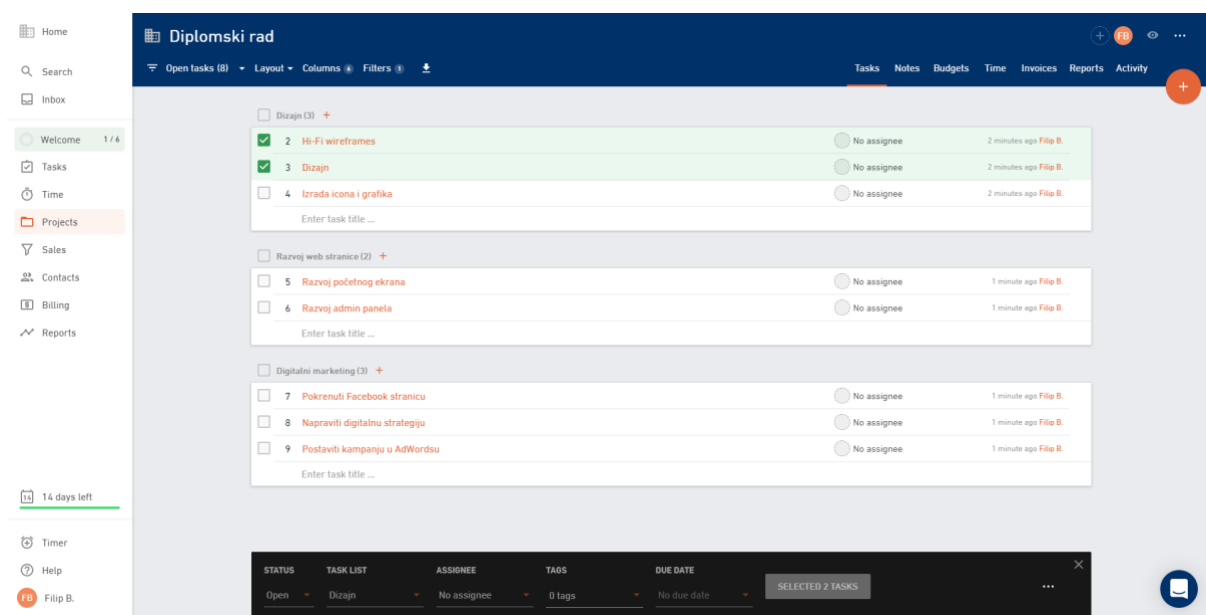 Home
Search
Inbox
Welcome 1 / 6
Tasks
Time
Projects
Sales
Contacts
Billing
Reports
14 14 days left
Timer
Help
FB Filip B.
Diplomski rad
FB
Open tasks (8) Layout Columns Filters 1
Tasks Notes Budgets Time Invoices Reports Activity
Dizajn (3) +
2 Hi-Fi wireframes No assignee 2 minutes ago Filip B.
3 Dizajn No assignee 2 minutes ago Filip B.
4 Izrada icona i grafika No assignee 2 minutes ago Filip B.
Enter task title ...
Razvoj web stranice (2) +
5 Razvoj početnog ekrana No assignee 1 minute ago Filip B.
6 Razvoj admin panela No assignee 1 minute ago Filip B.
Enter task title ...
Digitalni marketing (3) +
7 Pokrenuti Facebook stranicu No assignee 1 minute ago Filip B.
8 Napraviti digitalnu strategiju No assignee 1 minute ago Filip B.
9 Postaviti kampanju u AdWordsu No assignee 1 minute ago Filip B.
Enter task title ...
STATUS TASK LIST ASSIGNEE TAGS DUE DATE
Open Dizajn No assignee 0 tags No due date SELECTED 2 TASKS